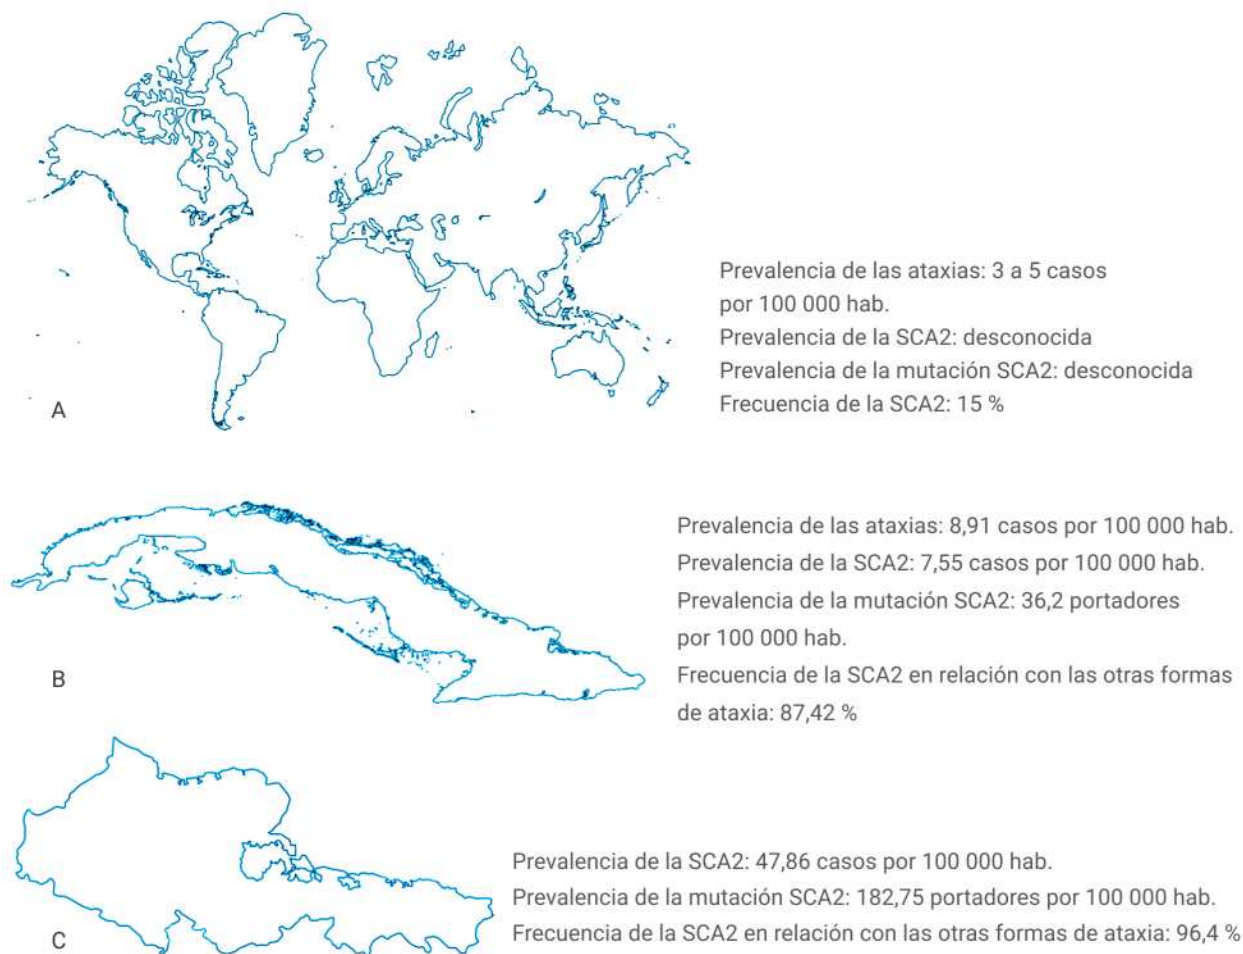 Prevalencia de las ataxias: 3 a 5 casos
por 100 000 hab.
Prevalencia de la SCA2: desconocida
Prevalencia de la mutación SCA2: desconocida
Frecuencia de la SCA2: 15 %
A
Prevalencia de las ataxias: 8,91 casos por 100 000 hab.
Prevalencia de la SCA2: 7,55 casos por 100 000 hab.
Prevalencia de la mutación SCA2: 36,2 portadores
por 100 000 hab.
Frecuencia de la SCA2 en relación con las otras formas
de ataxia: 87,42 %
B
Prevalencia de la SCA2: 47,86 casos por 100 000 hab.
Prevalencia de la mutación SCA2: 182,75 portadores por 100 000 hab.
Frecuencia de la SCA2 en relación con las otras formas de ataxia: 96,4 %
C